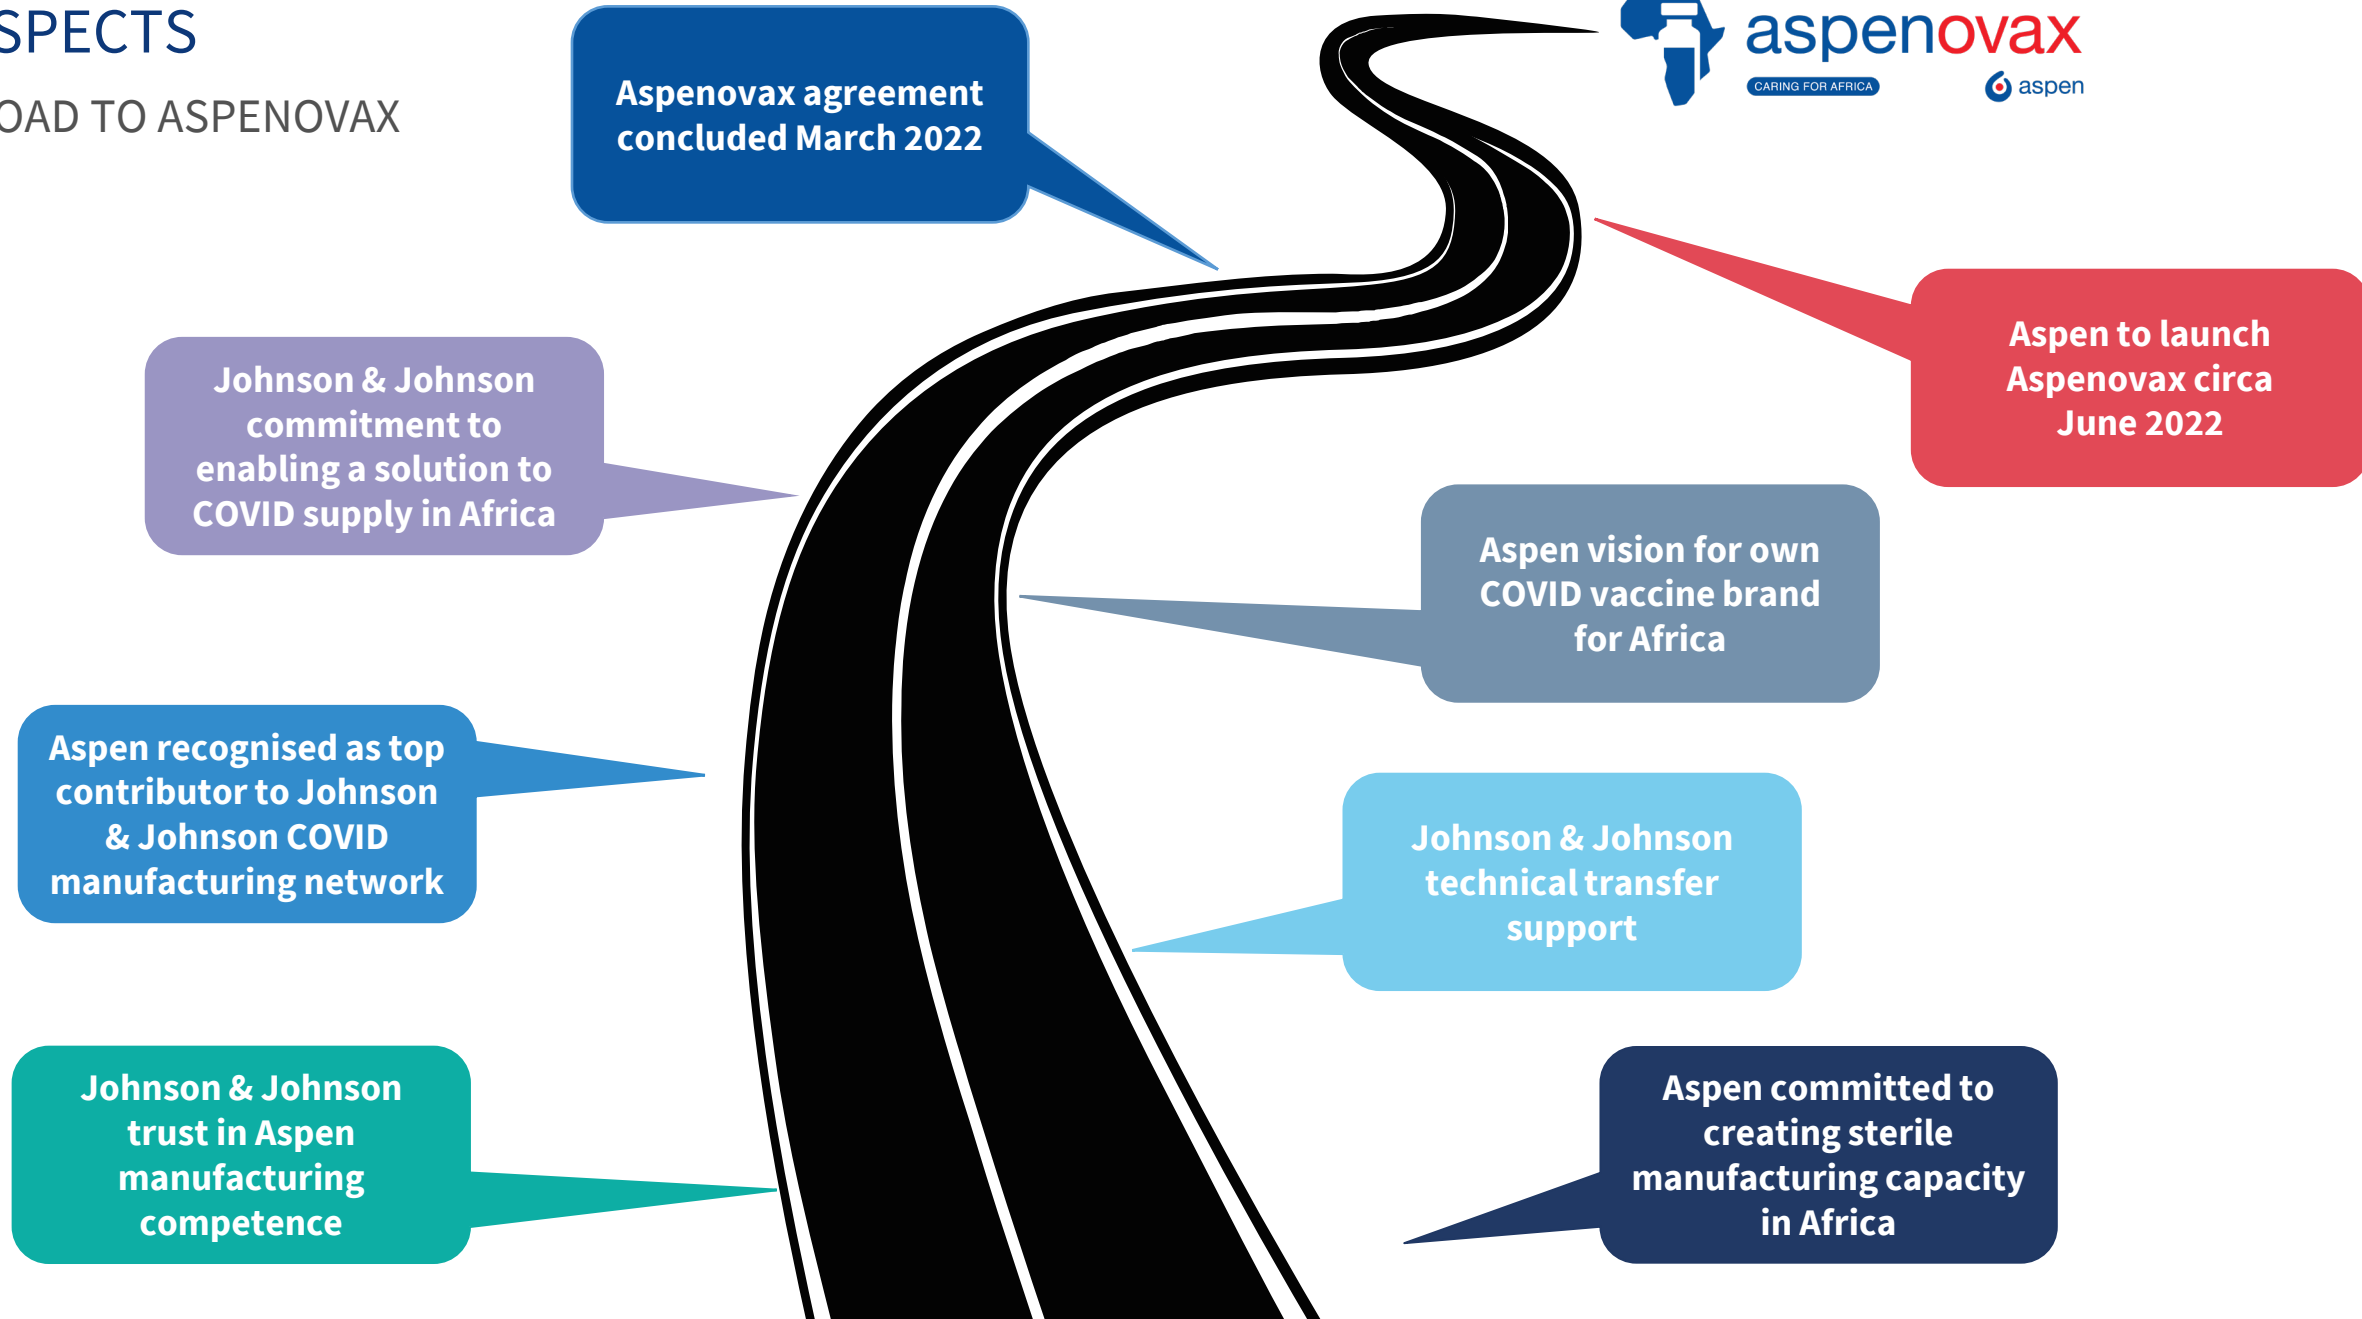 SPECTS
OAD TO ASPENOVAX
aspenovax
CARING FOR AFRICA
aspen
Aspenovax agreement
concluded March 2022
Aspen to launch
Aspenovax circa
June 2022
Johnson & Johnson
commitment to
enabling a solution to
COVID supply in Africa
Aspen vision for own
COVID vaccine brand
for Africa
Aspen recognised as top
contributor to Johnson
& Johnson COVID
manufacturing network
Johnson & Johnson
technical transfer
support
Johnson & Johnson
trust in Aspen
manufacturing
competence
Aspen committed to
creating sterile
manufacturing capacity
in Africa